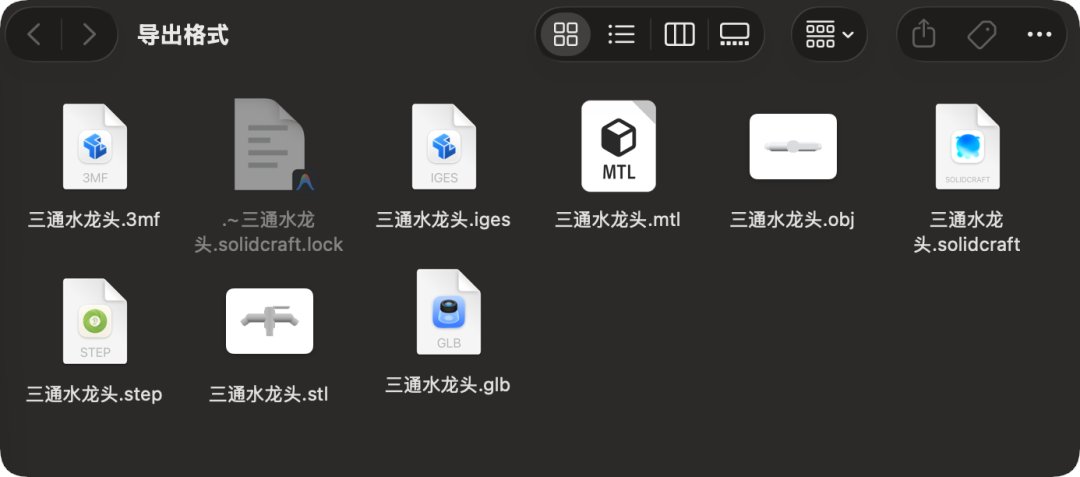 导出格式
3MF
IGES
MTL
SOLIDCRAFT
三通水龙头.3mf
.~三通水龙
头.solidcraft.lock
三通水龙头.iges
三通水龙头.mtl
三通水龙头.obj
三通水龙
头.solidcraft
STEP
GLB
三通水龙头.step
三通水龙头.stl
三通水龙头.glb